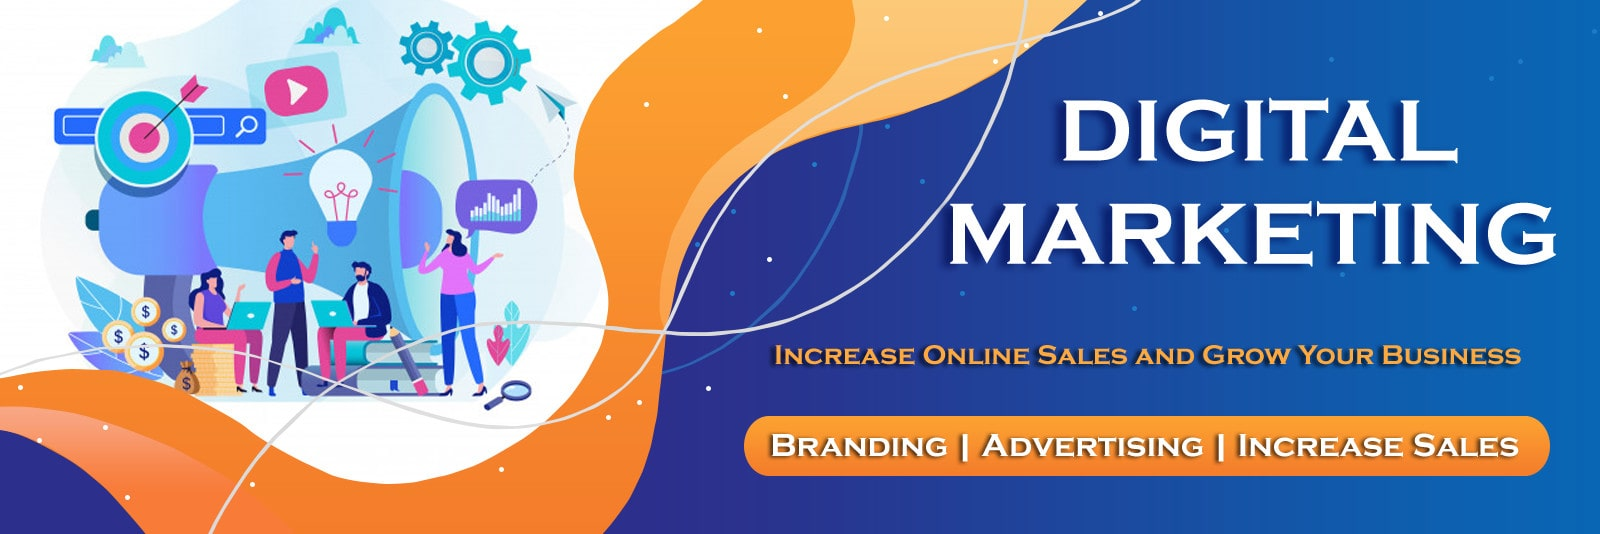 DIGITAL
MARKETING
INCREASE ONLINE SALES AND GROW YOUR BUSINESS
BRANDING | ADVERTISING | INCREASE SALES
$
$
$
$
$